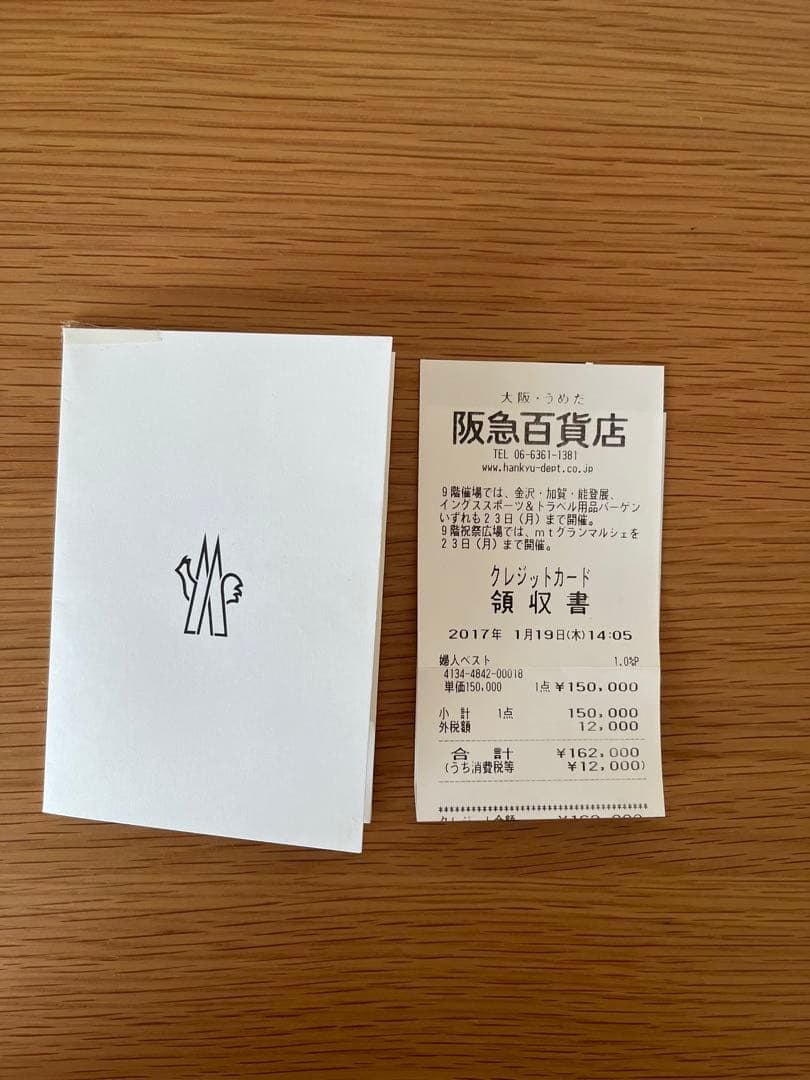 大阪・うめだ
阪急百貨店
TEL 06-6361-1381
www.hankyu-dept.co.jp
9階催場では、金沢・加賀・能登展、
イングススポーツ&トラベル用品バーゲン
いずれも23日(月)まで開催。
9階祝祭広場では、mtグランマルシェを
23日(月)まで開催。
クレジットカード
領収書
2017年 1月19日(木)14:05
婦人ベスト 1.0%P
4134-4842-00018
単価150,000 1点 ¥150,000
小計 1点 150,000
外税額 12,000
合計 ¥162,000
(うち消費税等 ¥12,000)
****************************************